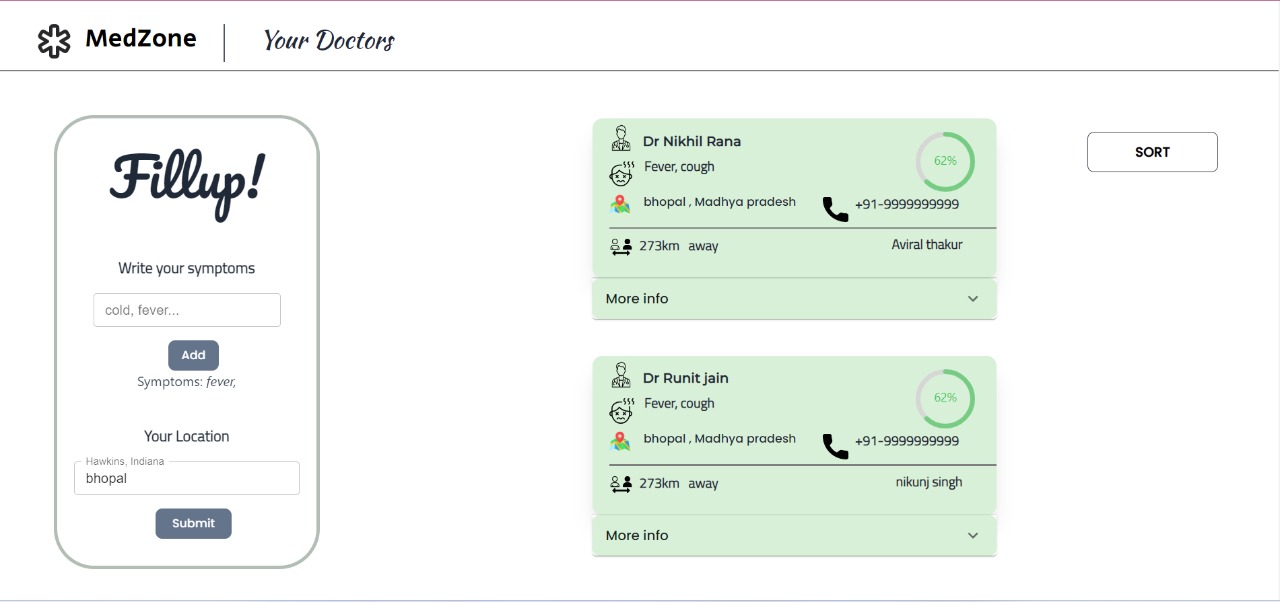 MedZone
Your Doctors
Fillup!
Write your symptoms
cold, fever...
Add
Symptoms: fever,
Your Location
Hawkins, Indiana
bhopal
Submit
Dr Nikhil Rana
62%
Fever, cough
bhopal , Madhya pradesh
+91-9999999999
273km away
Aviral thakur
More info
Dr Runit jain
62%
Fever, cough
bhopal , Madhya pradesh
+91-9999999999
273km away
nikunj singh
More info
SORT